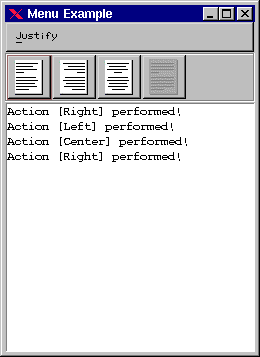 Menu Example
Justify
Action [Right] performed!
Action [Left] performed!
Action [Center] performed!
Action [Right] performed!